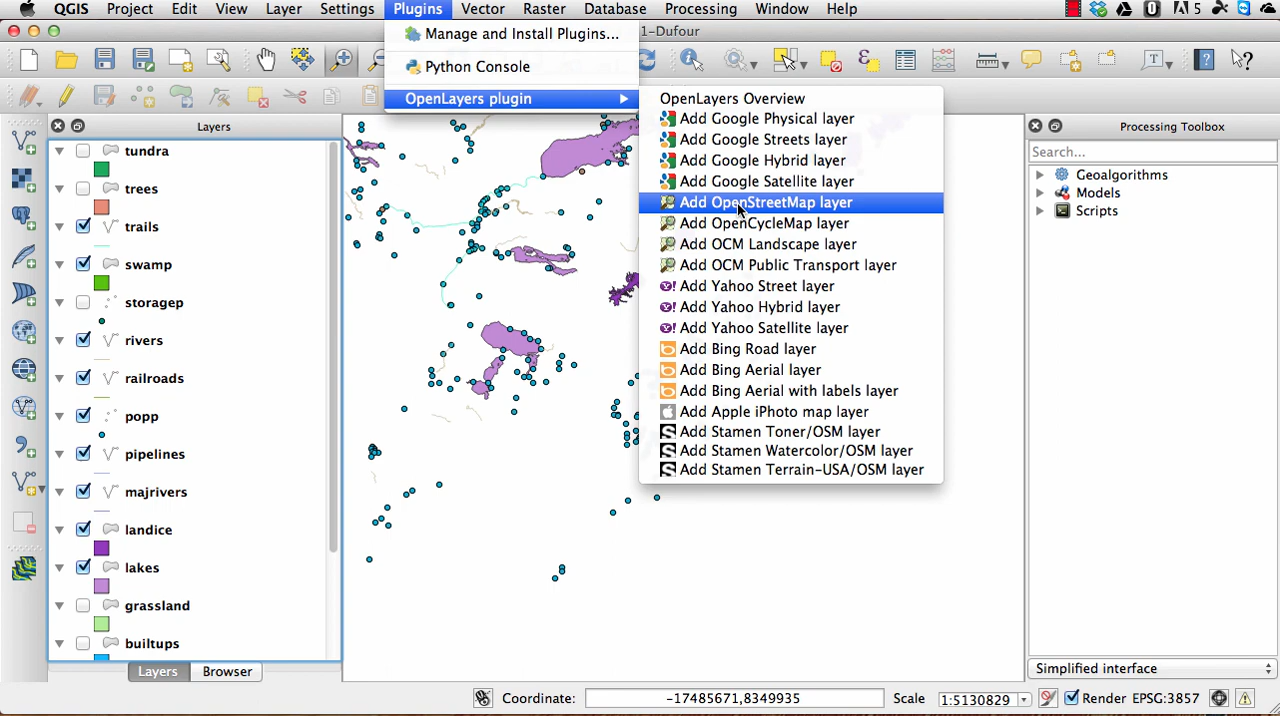 QGIS Project Edit View Layer Settings Plugins Vector Raster Database Processing Window Help
1-Dufour
Manage and Install Plugins...
Python Console
OpenLayers plugin
OpenLayers Overview
Add Google Physical layer
Add Google Streets layer
Add Google Hybrid layer
Add Google Satellite layer
Add OpenStreetMap layer
Add OpenCycleMap layer
Add OCM Landscape layer
Add OCM Public Transport layer
Add Yahoo Street layer
Add Yahoo Hybrid layer
Add Yahoo Satellite layer
Add Bing Road layer
Add Bing Aerial layer
Add Bing Aerial with labels layer
Add Apple iPhoto map layer
Add Stamen Toner/OSM layer
Add Stamen Watercolor/OSM layer
Add Stamen Terrain-USA/OSM layer
Layers
tundra
trees
trails
swamp
storagep
rivers
railroads
popp
pipelines
majrivers
landice
lakes
grassland
builtups
Layers Browser
Processing Toolbox
Search...
Geoalgorithms
Models
Scripts
Simplified interface
Coordinate: -17485671,8349935 Scale 1:5130829 Render EPSG:3857